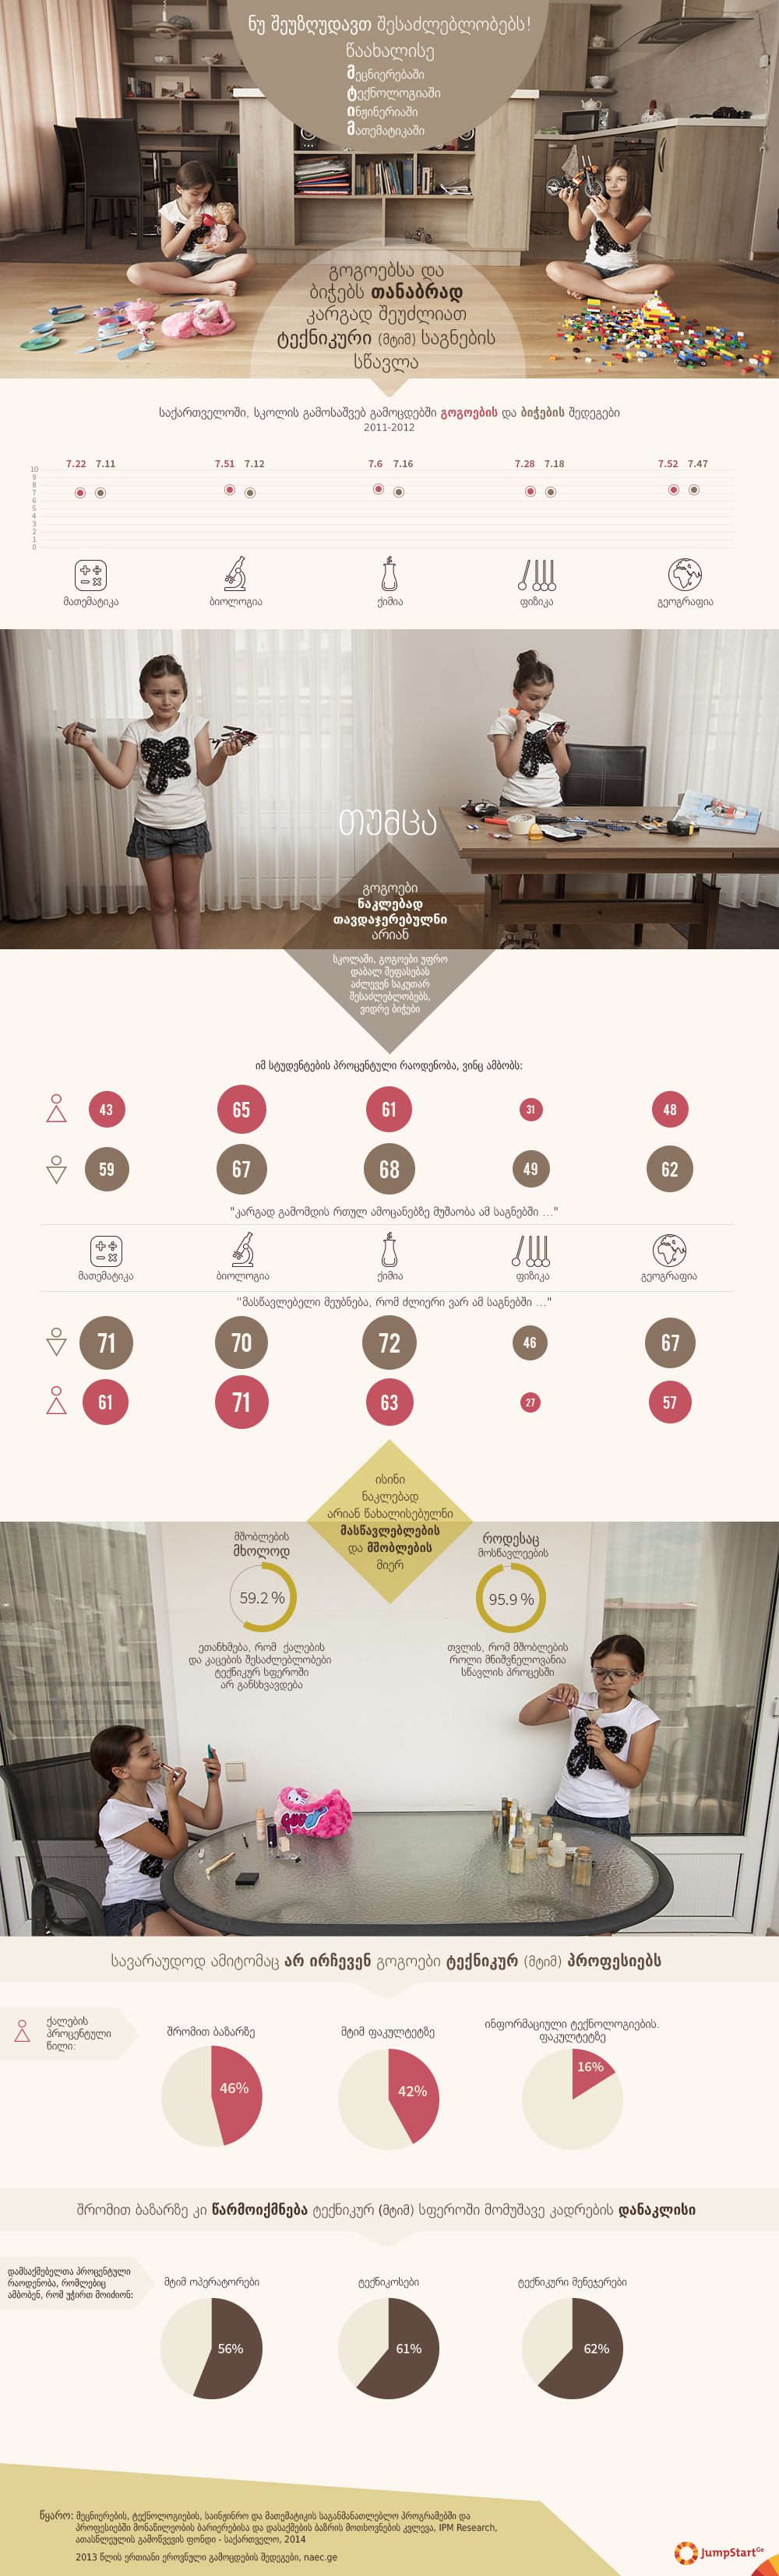 ნუ შეუზღუდავთ შესაძლებლობებს!
წაახალისე
მეცნიერებაში
ტექნოლოგიაში
ინჟინერიაში
მათემატიკაში
გოგოებსა და
ბიჭებს თანაბრად
კარგად შეუძლიათ
ტექნიკური (მტიმ) საგნების
სწავლა
საქართველოში, სკოლის გამოსაშვებ გამოცდებში გოგოების და ბიჭების შედეგები
2011-2012
7.22 7.11 7.51 7.12 7.6 7.16 7.28 7.18 7.52 7.47
10
9
8
7
6
5
4
3
2
1
0
მათემატიკა ბიოლოგია ქიმია ფიზიკა გეოგრაფია
თუმცა
გოგოები
ნაკლებად
თავდაჯერებულნი
არიან
სკოლაში, გოგოები უფრო
დაბალ შეფასებას
აძლევენ საკუთარ
შესაძლებლობებს,
ვიდრე ბიჭები
იმ სტუდენტების პროცენტული რაოდენობა, ვინც ამბობს:
43 65 61 31 48
59 67 68 49 62
"კარგად გამომდის რთულ ამოცანებზე მუშაობა ამ საგნებში ..."
მათემატიკა ბიოლოგია ქიმია ფიზიკა გეოგრაფია
"მასწავლებელი მეუბნება, რომ ძლიერი ვარ ამ საგნებში ..."
71 70 72 46 67
61 71 63 27 57
ისინი
ნაკლებად
არიან წახალისებულნი
მასწავლებლების
და მშობლების
მიერ
მშობლების
მხოლოდ
59.2 %
ეთანხმება, რომ ქალების
და კაცების შესაძლებლობები
ტექნიკურ სფეროში
არ განსხვავდება
როდესაც
მოსწავლეების
95.9 %
თვლის, რომ მშობლების
როლი მნიშვნელოვანია
სწავლის პროცესში
სავარაუდოდ ამიტომაც არ ირჩევენ გოგოები ტექნიკურ (მტიმ) პროფესიებს
ქალების
პროცენტული
წილი:
შრომით ბაზარზე
46%
მტიმ ფაკულტეტზე
42%
ინფორმაციული ტექნოლოგიების.
ფაკულტეტზე
16%
შრომით ბაზარზე კი წარმოიქმნება ტექნიკურ (მტიმ) სფეროში მომუშავე კადრების დანაკლისი
დამსაქმებელთა პროცენტული
რაოდენობა, რომლებიც
ამბობენ, რომ უჭირთ მოიძიონ:
მტიმ ოპერატორები
56%
ტექნიკოსები
61%
ტექნიკური მენეჯერები
62%
წყარო: მეცნიერების, ტექნოლოგიების, საინჟინრო და მათემატიკის საგანმანათლებლო პროგრამებში და
პროფესიებში მონაწილეობის ბარიერებისა და დასაქმების ბაზრის მოთხოვნების კვლევა, IPM Research,
ათასწლეულის გამოწვევის ფონდი - საქართველო, 2014
2013 წლის ერთიანი ეროვნული გამოცდების შედეგები, naec.ge
JumpStart Ge